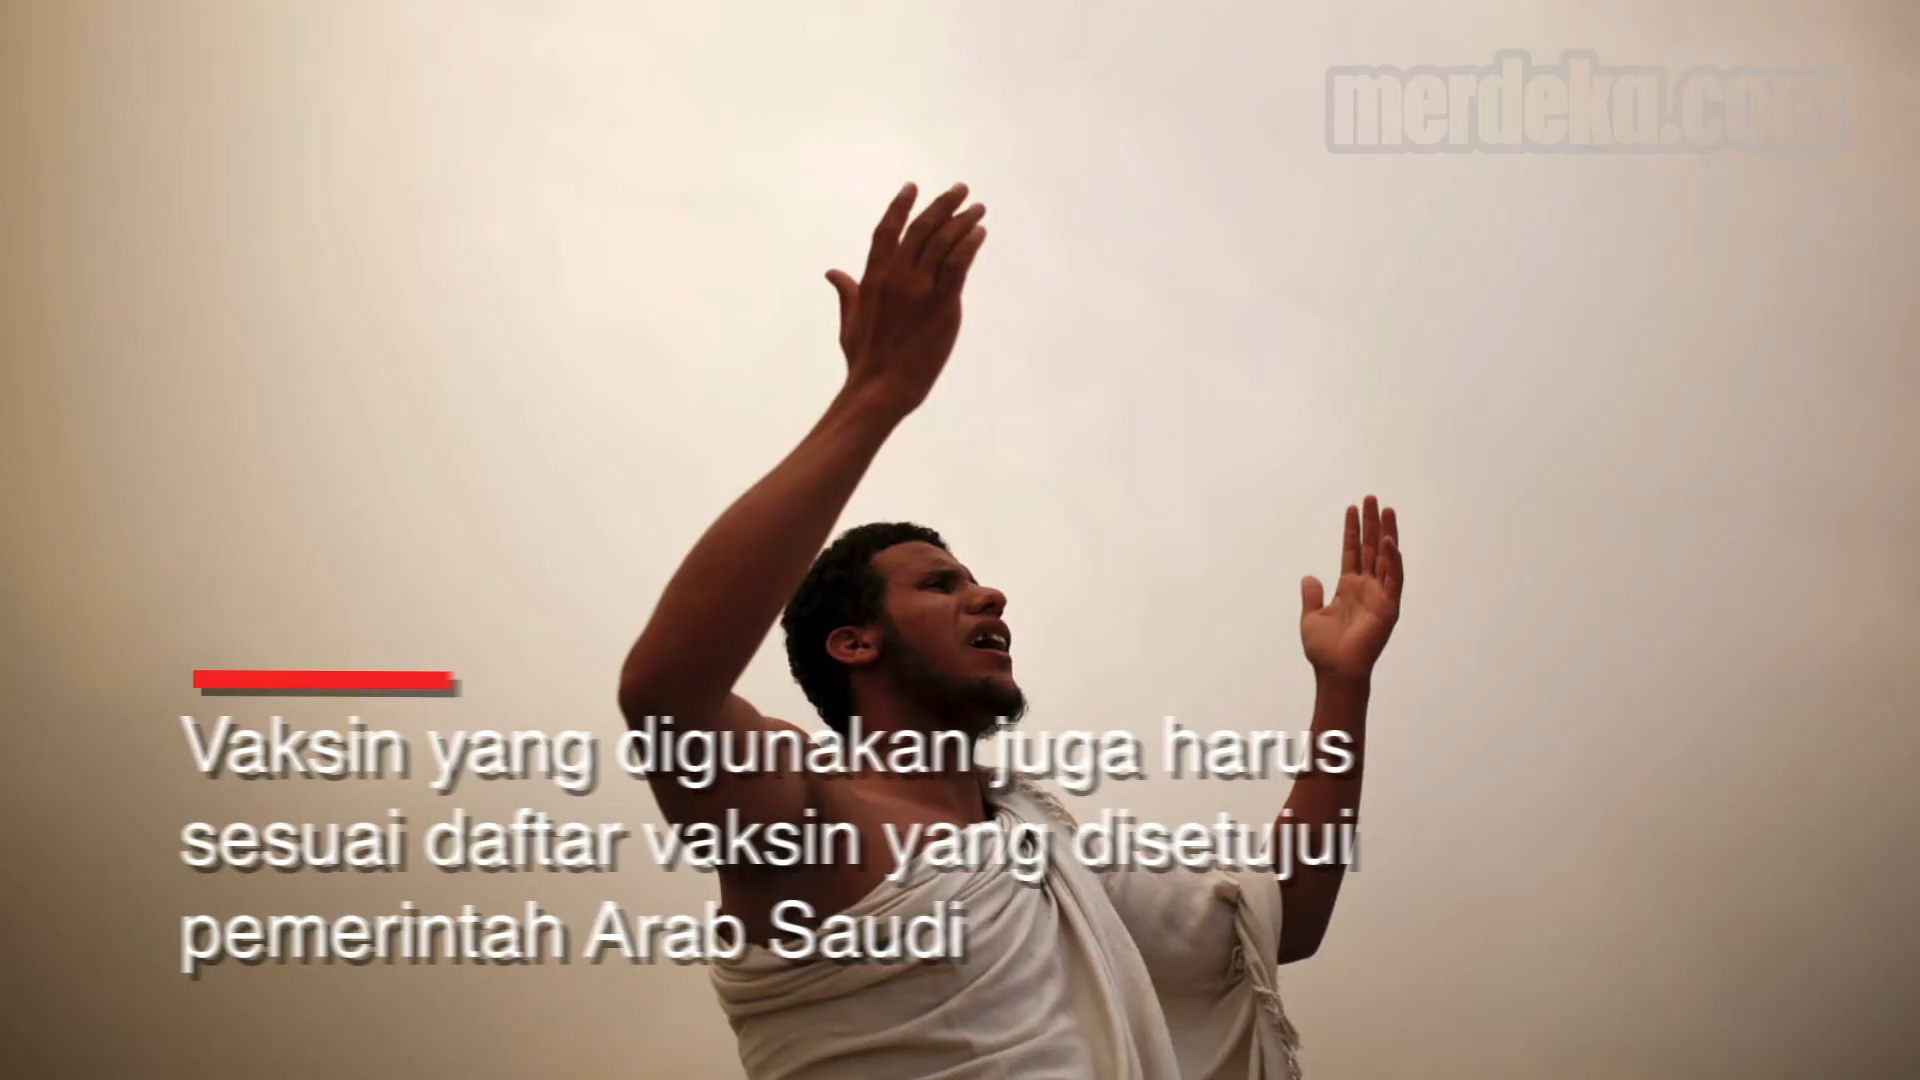 merdeka.com
Vaksin yang digunakan juga harus
sesuai daftar vaksin yang disetujui
pemerintah Arab Saudi